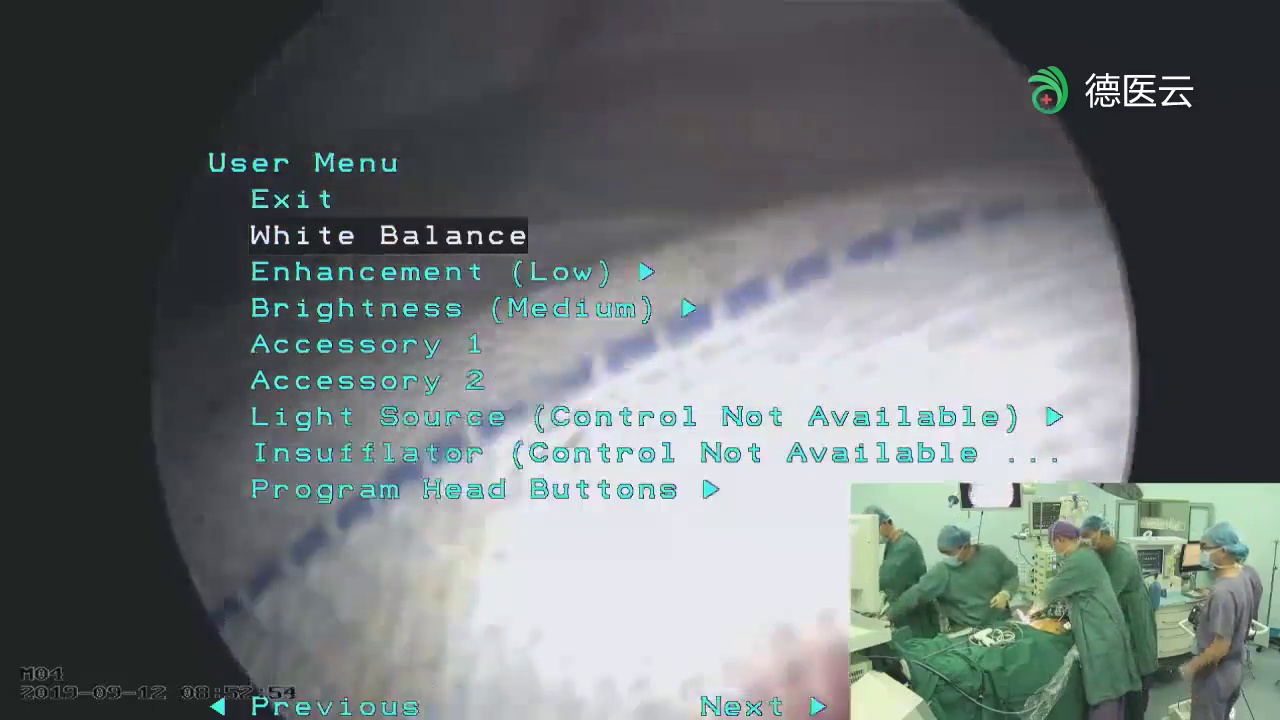 德医云
User Menu
Exit
White Balance
Enhancement (Low) ▶
Brightness (Medium) ▶
Accessory 1
Accessory 2
Light Source (Control Not Available) ▶
Insufflator (Control Not Available ...
Program Head Buttons ▶
M04
2019-09-12 08:52:54
◀ Previous
Next ▶